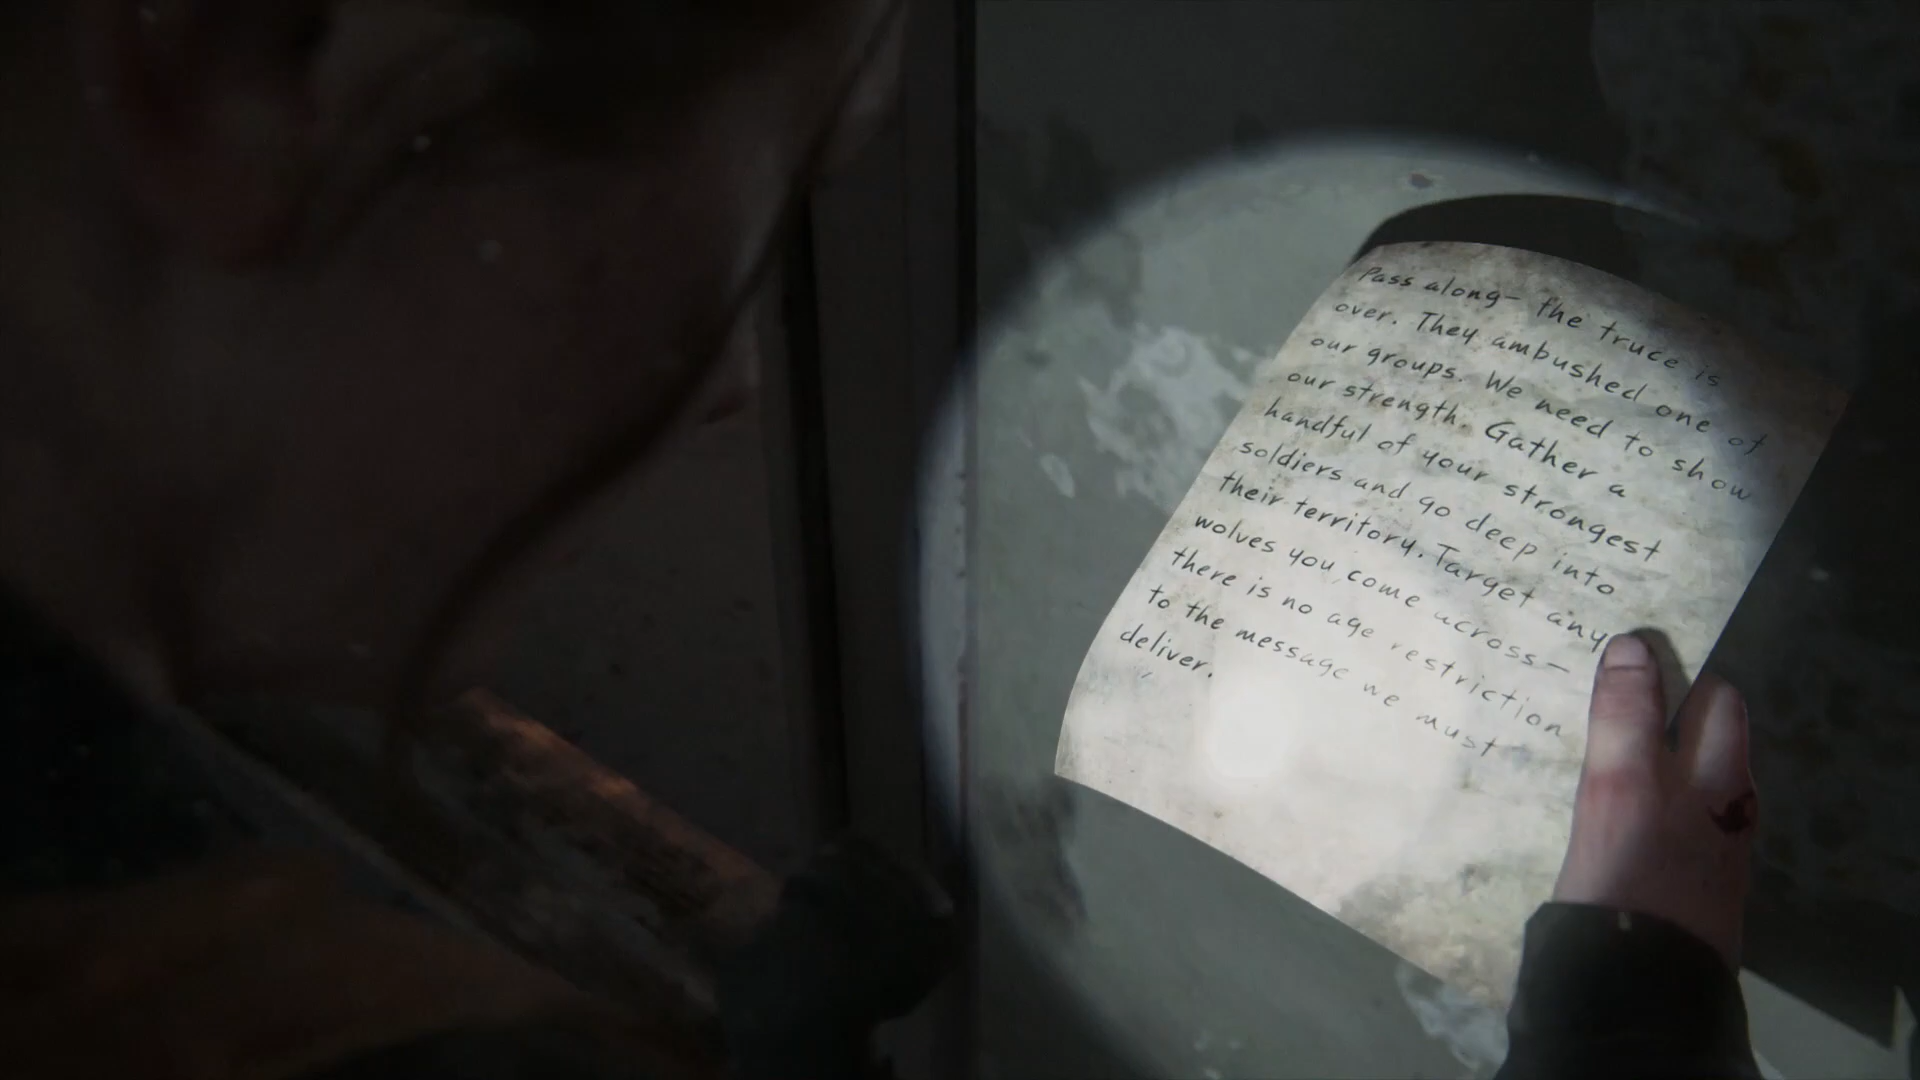 Pass along- the truce is
over. They ambushed one of
our groups. We need to show
our strength. Gather a
handful of your strongest
soldiers and go deep into
their territory. Target any
wolves you come across-
there is no age restriction
to the message we must
deliver.